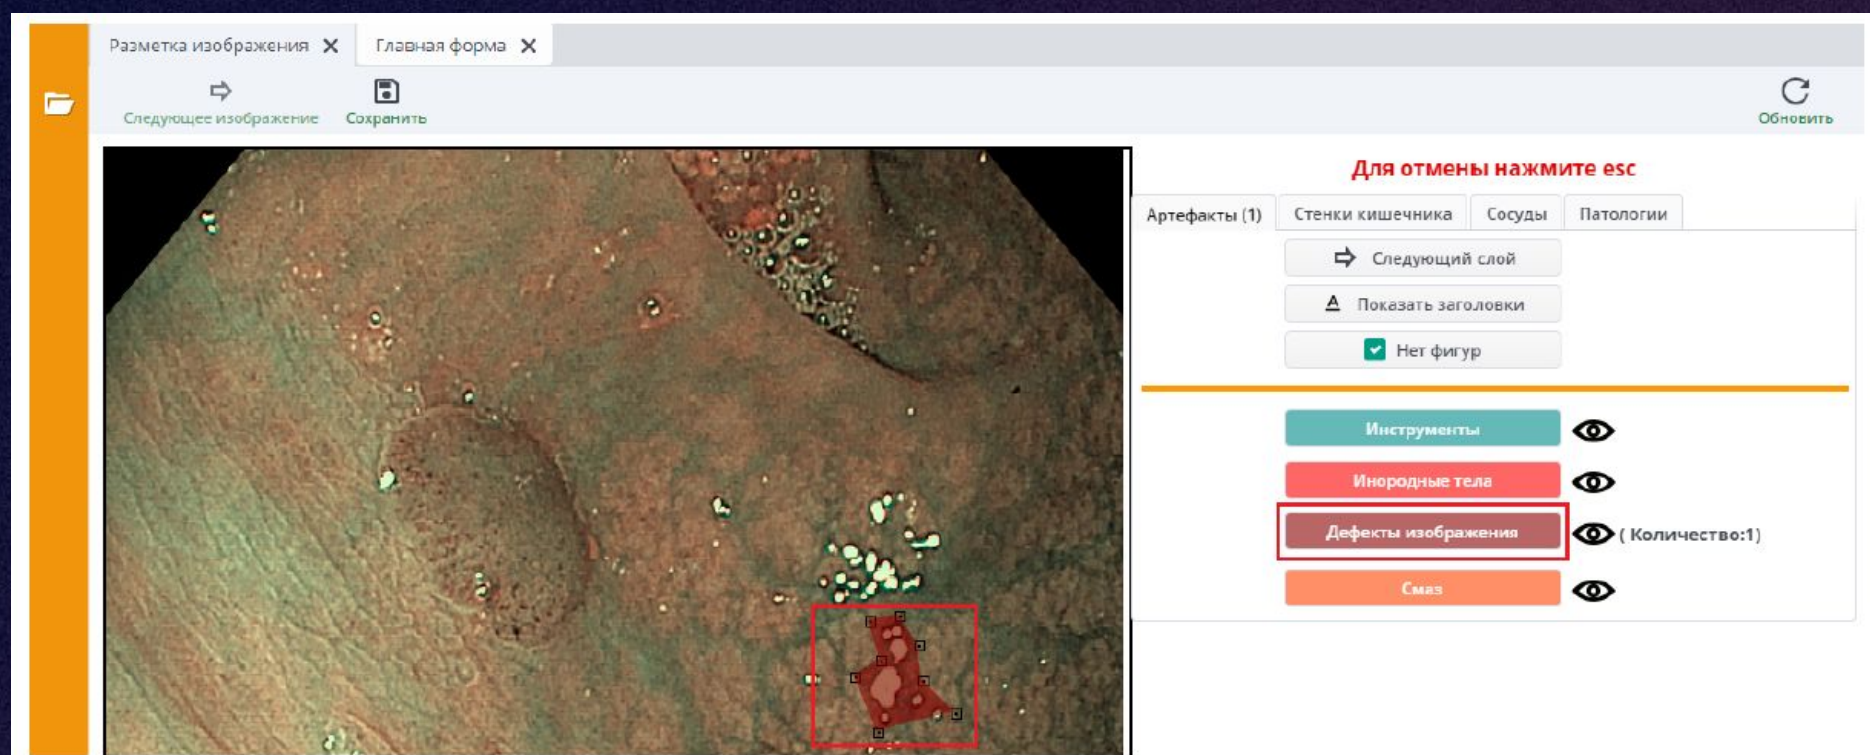 Разметка изображения Главная форма
Следующее изображение Сохранить Обновить
Для отмены нажмите esc
Артефакты (1) Стенки кишечника Сосуды Патологии
Следующий слой
Показать заголовки
Нет фигур
Инструменты
Инородные тела
Дефекты изображения ( Количество:1)
Смаз